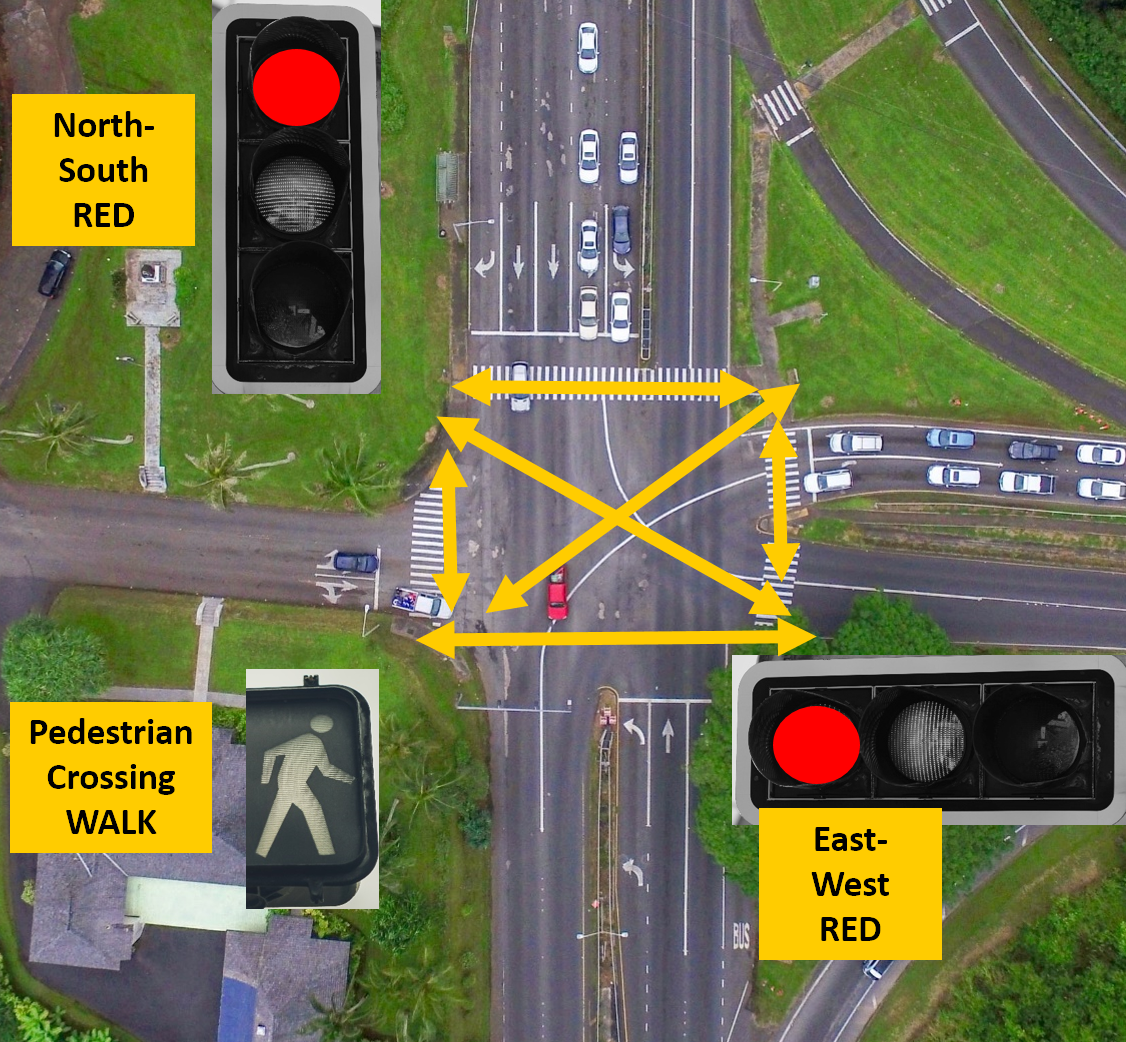 North-
South
RED
Pedestrian
Crossing
WALK
East-
West
RED
BUS